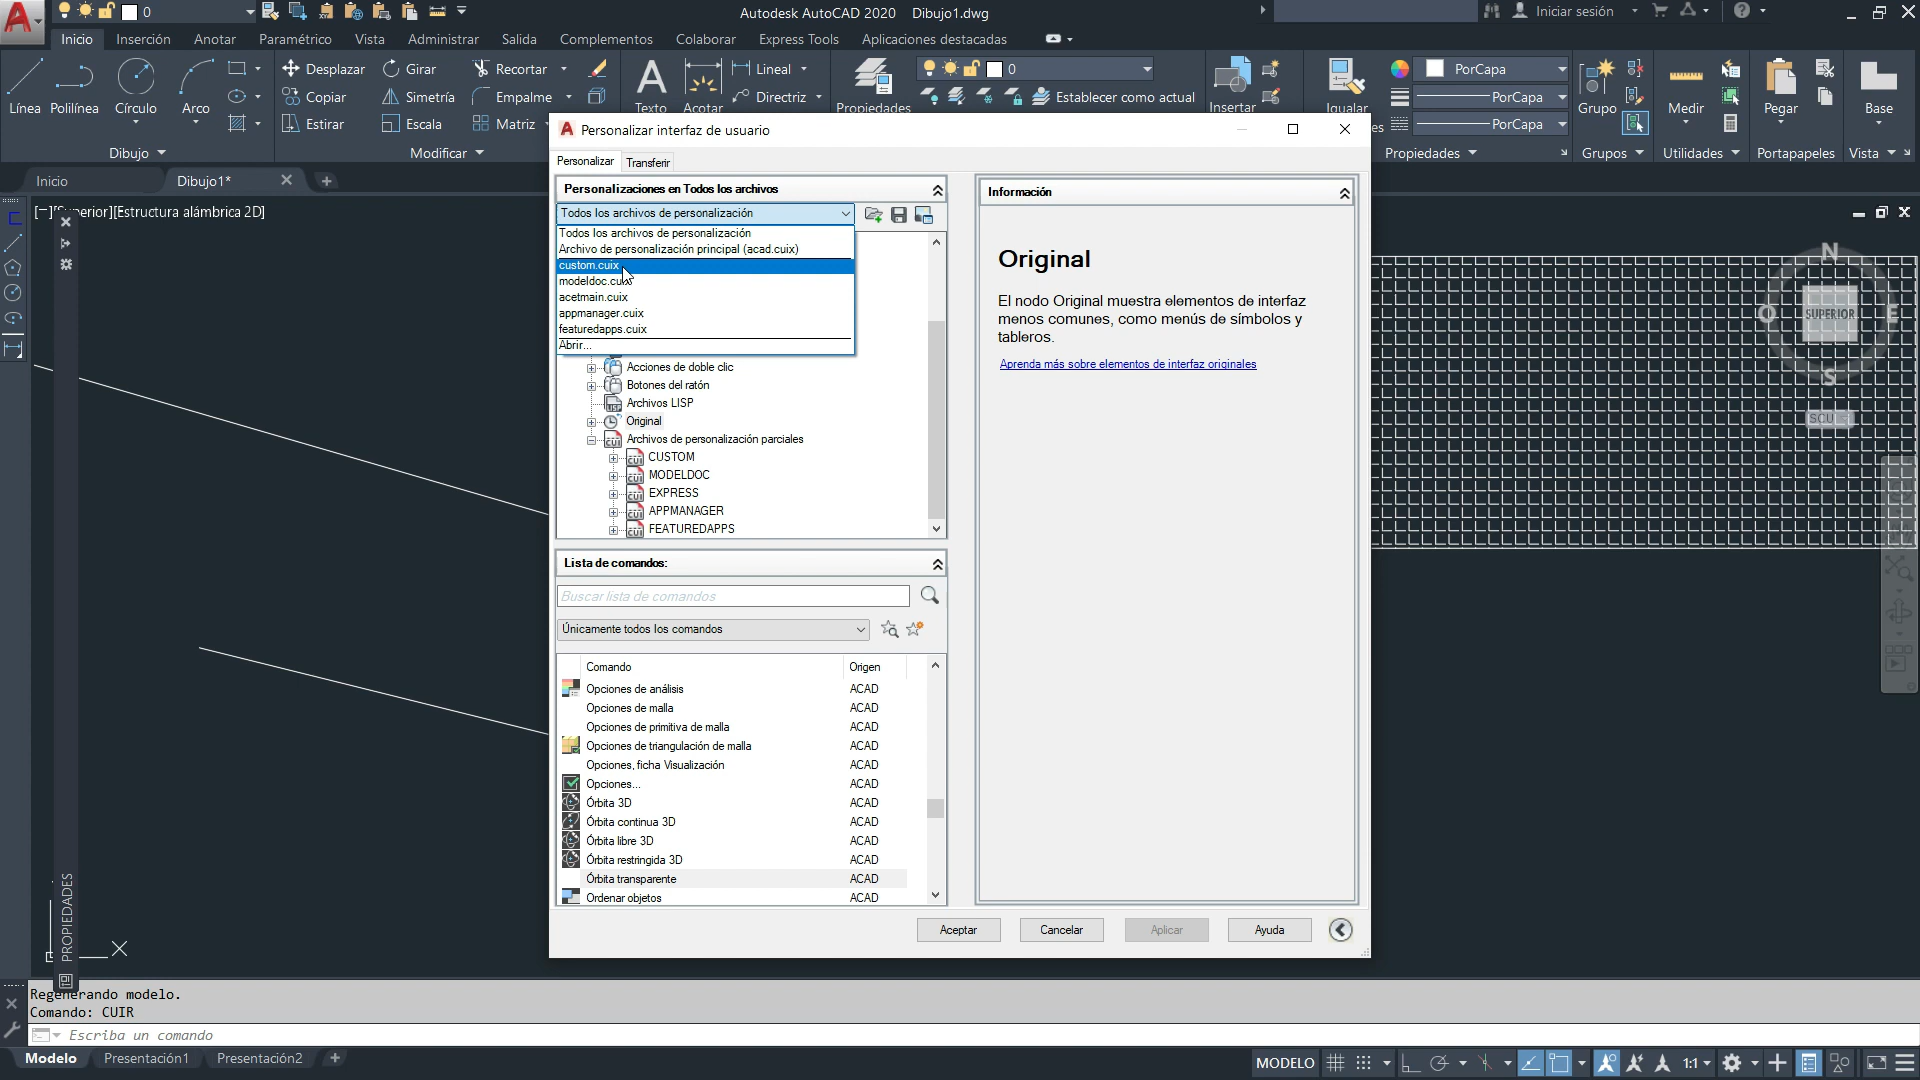 0
Autodesk AutoCAD 2020 Dibujo1.dwg
Iniciar sesión
Inicio Inserción Anotar Paramétrico Vista Administrar Salida Complementos Colaborar Express Tools Aplicaciones destacadas
Línea Polilínea Círculo Arco
Dibujo
Desplazar Girar Recortar
Copiar Simetría Empalme
Estirar Escala Matriz
Modificar
Texto Acotar Lineal
Directriz
Propiedades
0
Establecer como actual
Insertar
Igualar
PorCapa
PorCapa
PorCapa
Propiedades
Grupo
Grupos
Medir
Utilidades
Pegar
Portapapeles
Base
Vista
Inicio Dibujo1*
[Estructura alámbrica 2D]
Personalizar interfaz de usuario
Personalizar Transferir
Personalizaciones en Todos los archivos
Todos los archivos de personalización
Todos los archivos de personalización
Archivo de personalización principal (acad.cuix)
custom.cuix
modeldoc.cuix
acetmain.cuix
appmanager.cuix
featuredapps.cuix
Abrir...
Acciones de doble clic
Botones del ratón
Archivos LISP
Original
Archivos de personalización parciales
CUSTOM
MODELDOC
EXPRESS
APPMANAGER
FEATUREDAPPS
Lista de comandos:
Buscar lista de comandos
Únicamente todos los comandos
Comando Origen
Opciones de análisis ACAD
Opciones de malla ACAD
Opciones de primitiva de malla ACAD
Opciones de triangulación de malla ACAD
Opciones, ficha Visualización ACAD
Opciones... ACAD
Órbita 3D ACAD
Órbita continua 3D ACAD
Órbita libre 3D ACAD
Órbita restringida 3D ACAD
Órbita transparente ACAD
Ordenar objetos ACAD
Información
Original
El nodo Original muestra elementos de interfaz
menos comunes, como menús de símbolos y
tableros.
Aprenda más sobre elementos de interfaz originales
Aceptar Cancelar Aplicar Ayuda
N
O SUPERIOR E
S
SCU
PROPIEDADES
Regenerando modelo.
Comando: CUIR
Escriba un comando
Modelo Presentación1 Presentación2
MODELO 1:1